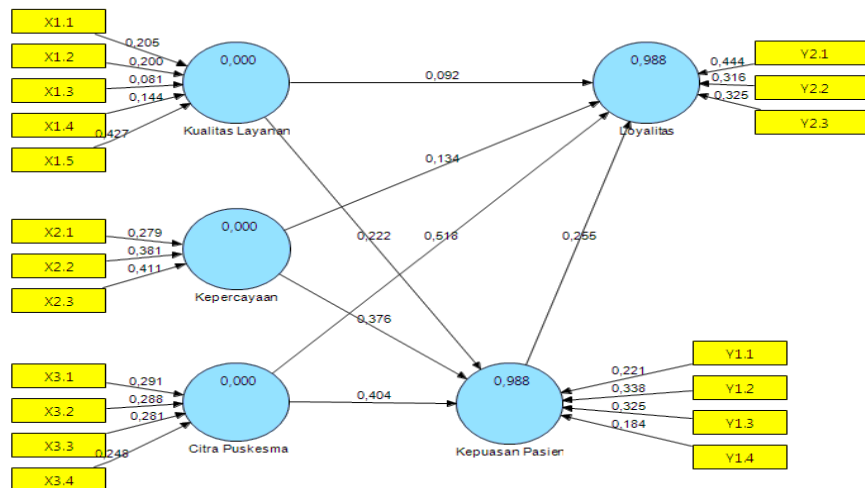 X1.1
0,205
X1.2
0,200
X1.3
0,081
X1.4
0,144
X1.5
0,427
0,000
Kualitas Layanan
0,092
0,988
Loyalitas
0,444
Y2.1
0,316
Y2.2
0,325
Y2.3
0,134
X2.1
0,279
X2.2
0,381
X2.3
0,411
0,000
Kepercayaan
0,222
0,518
0,255
0,376
X3.1
0,291
X3.2
0,288
X3.3
0,281
X3.4
0,248
0,000
Citra Puskesma
0,404
0,988
Kepuasan Pasien
0,221
Y1.1
0,338
Y1.2
0,325
Y1.3
0,184
Y1.4